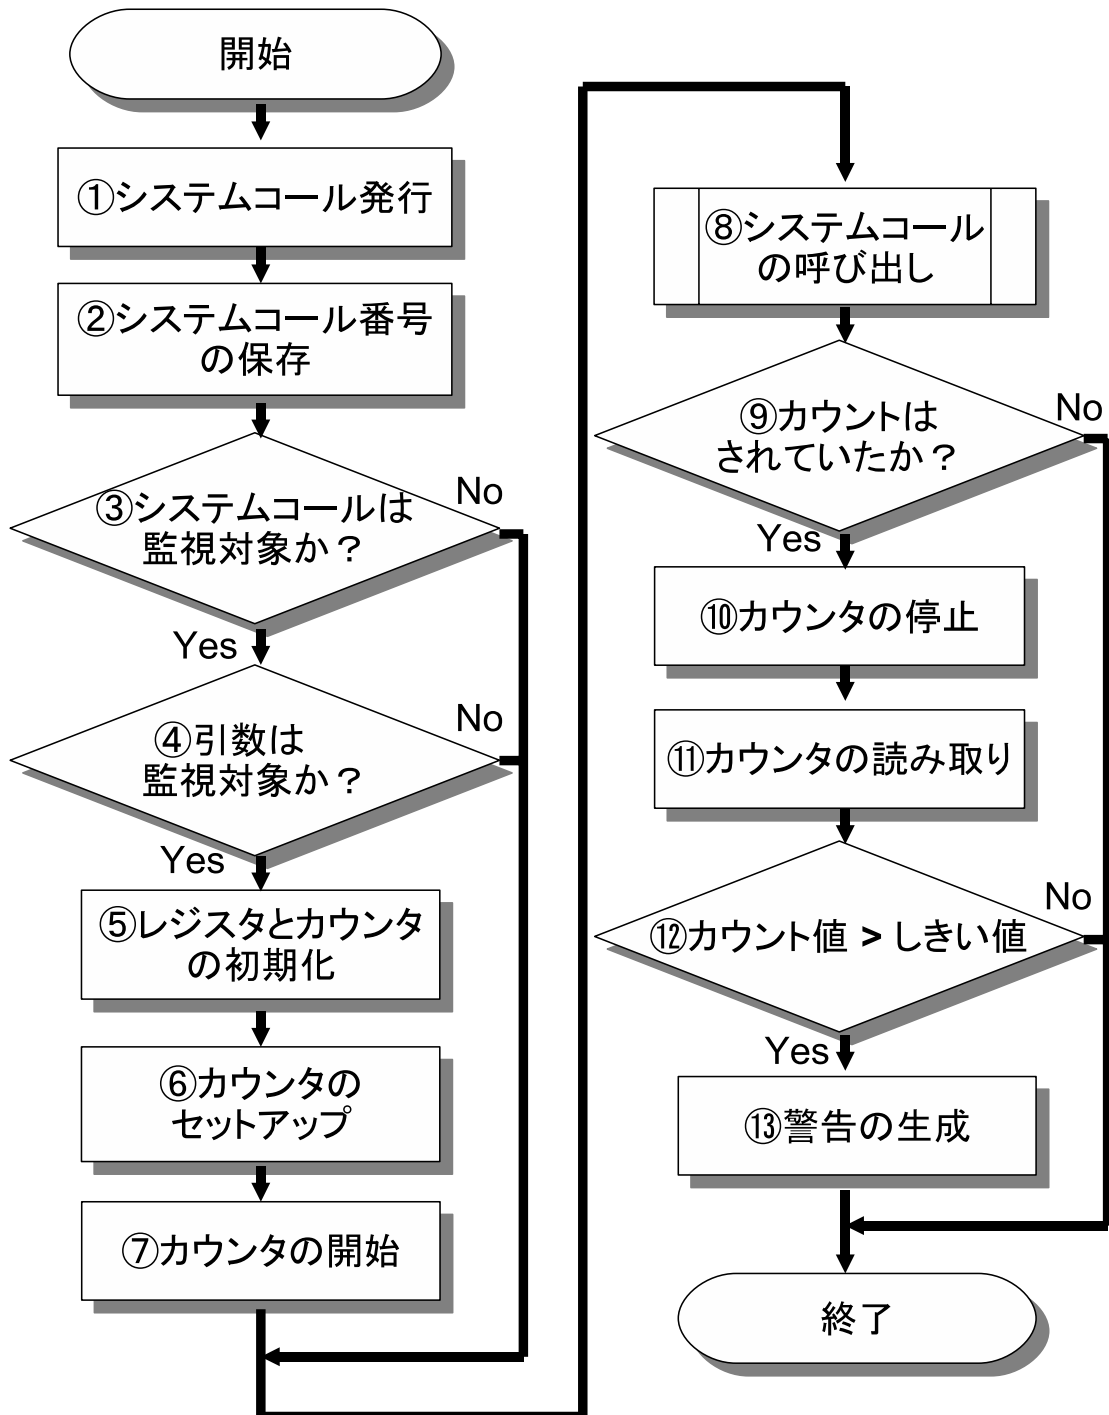 開始
①システムコール発行
②システムコール番号
の保存
③システムコールは
監視対象か？
No
Yes
④引数は
監視対象か？
No
Yes
⑤レジスタとカウンタ
の初期化
⑥カウンタの
セットアップ
⑦カウンタの開始
⑧システムコール
の呼び出し
⑨カウントは
されていたか？
No
Yes
⑩カウンタの停止
⑪カウンタの読み取り
⑫カウント値 > しきい値
No
Yes
⑬警告の生成
終了